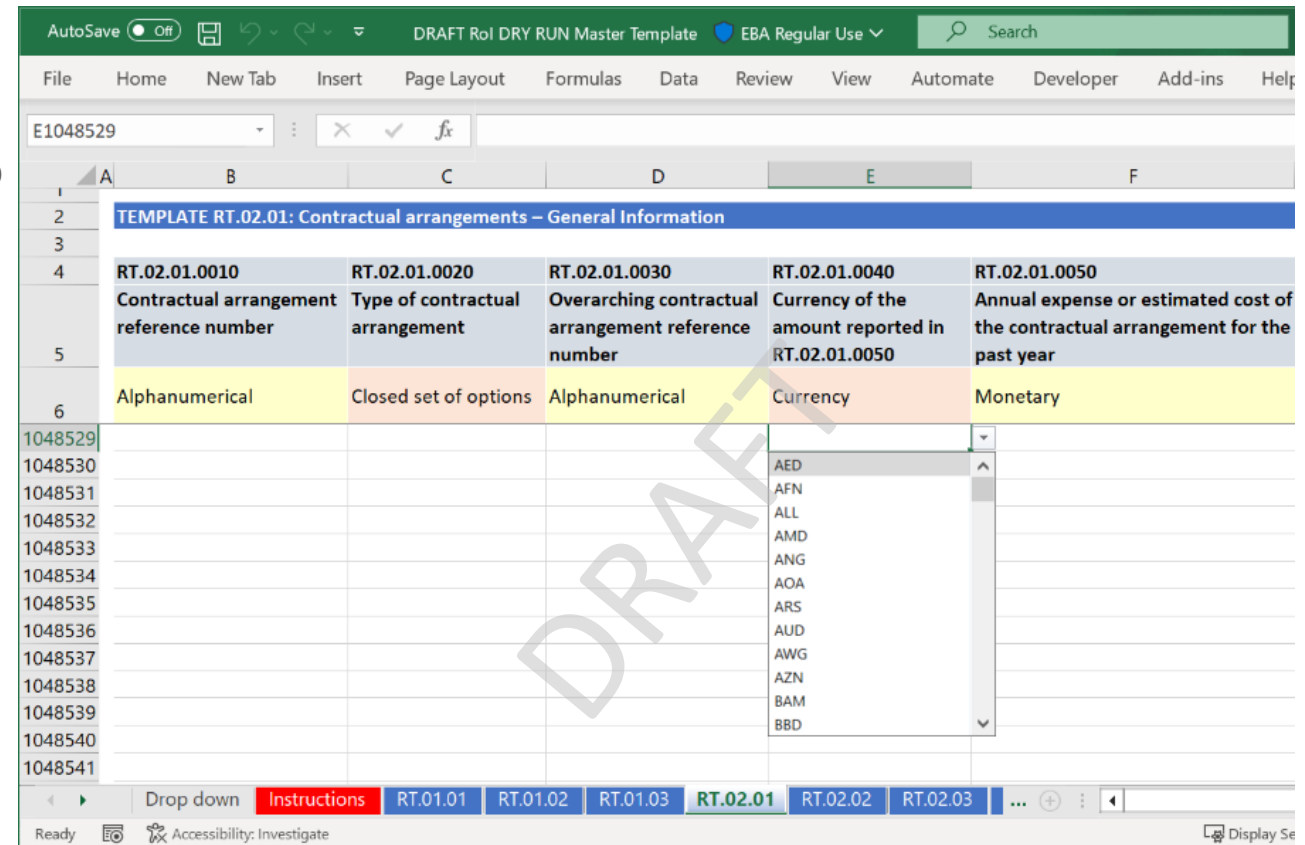 AutoSave Off DRAFT RoI DRY RUN Master Template EBA Regular Use Search
File Home New Tab Insert Page Layout Formulas Data Review View Automate Developer Add-ins Help
E1048529 fx
A B C D E F
1
2 TEMPLATE RT.02.01: Contractual arrangements – General Information
3
4 RT.02.01.0010 RT.02.01.0020 RT.02.01.0030 RT.02.01.0040 RT.02.01.0050
Contractual arrangement Type of contractual Overarching contractual Currency of the Annual expense or estimated cost of
reference number arrangement arrangement reference amount reported in the contractual arrangement for the
5 number RT.02.01.0050 past year
6 Alphanumerical Closed set of options Alphanumerical Currency Monetary
1048529
1048530 AED
1048531 AFN
1048532 ALL
AMD
1048533 ANG
1048534 AOA
1048535 ARS
1048536 AUD
1048537 AWG
1048538 AZN
1048539 BAM
1048540 BBD
1048541
DRAFT
Drop down Instructions RT.01.01 RT.01.02 RT.01.03 RT.02.01 RT.02.02 RT.02.03 ...
Ready Accessibility: Investigate Display Se